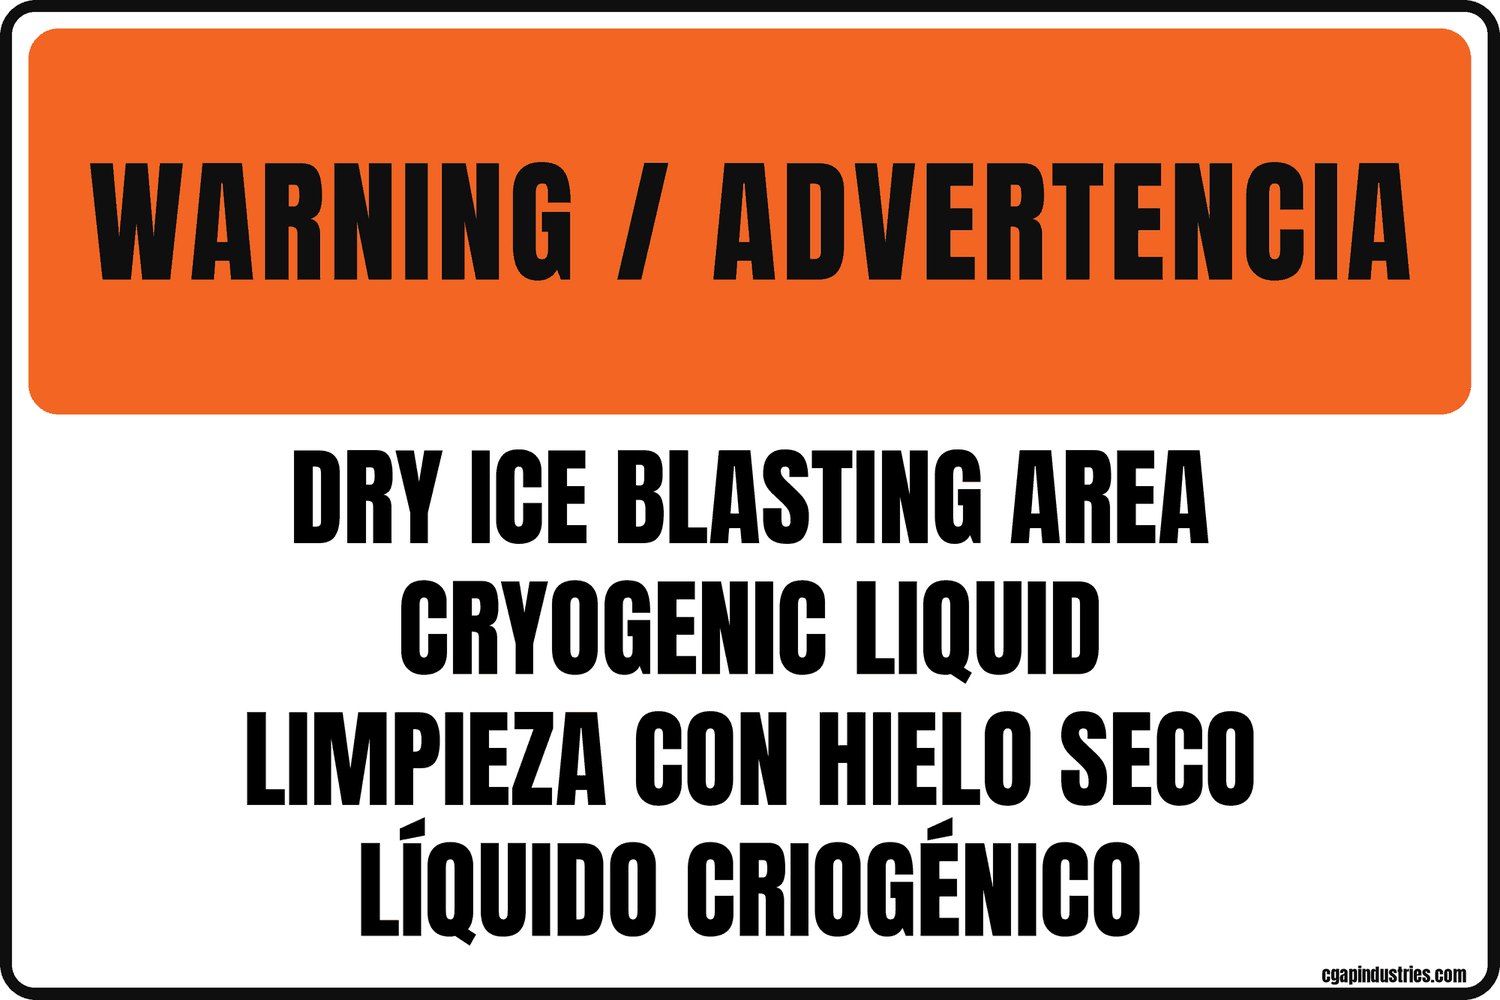 WARNING / ADVERTENCIA
DRY ICE BLASTING AREA
CRYOGENIC LIQUID
LIMPIEZA CON HIELO SECO
LÍQUIDO CRIOGÉNICO
cgapindustries.com